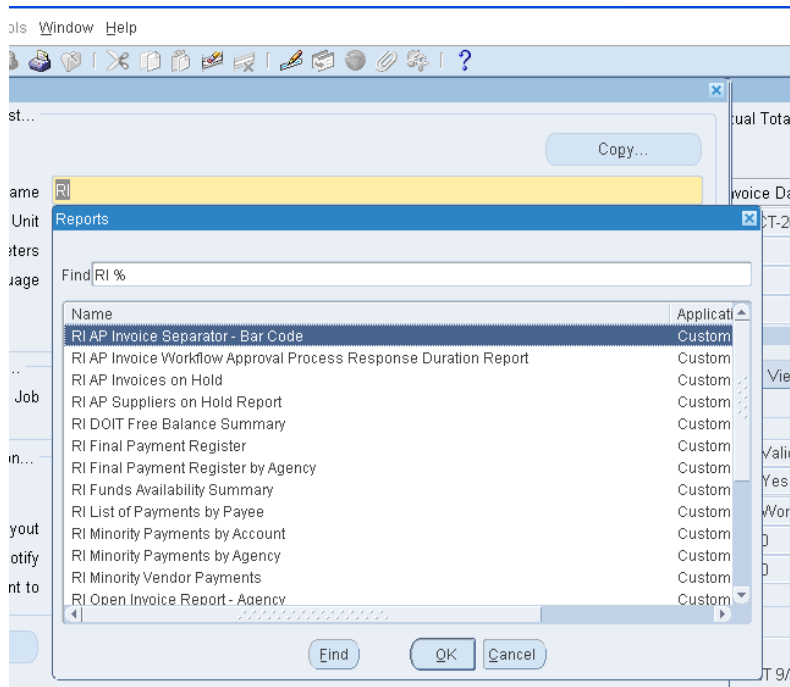 ols Window Help
?
st...
tual Tota
Copy...
ame RI
nvoice Da
Unit Reports
CT-2
eters
uage Find RI %
Name Applicati
RI AP Invoice Separator - Bar Code Custom
RI AP Invoice Workflow Approval Process Response Duration Report Custom
RI AP Invoices on Hold Custom
... Vie
Job RI AP Suppliers on Hold Report Custom
RI DOIT Free Balance Summary Custom
RI Final Payment Register Custom
on... Vali
RI Final Payment Register by Agency Custom
Yes
RI Funds Availability Summary Custom
RI List of Payments by Payee Custom
Wor
yout RI Minority Payments by Account Custom
0
otify RI Minority Payments by Agency Custom
0
nt to RI Minority Vendor Payments Custom
RI Open Invoice Report - Agency Custom
Find OK Cancel
T 9/